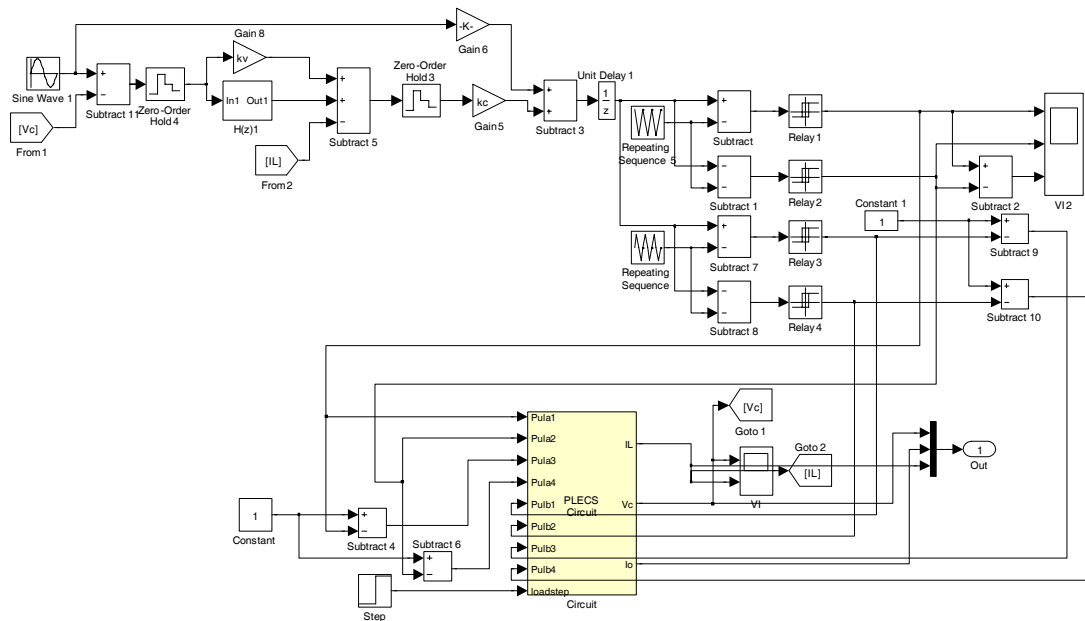 -K-
Gain 6
Gain 8
kv
Zero-Order
Hold 3
Unit Delay 1
Sine Wave 1
Subtract 11
Zero-Order
Hold 4
In1 Out1
H(z)1
kc
Gain 5
Subtract 3
1
z
[Vc]
From 1
Subtract 5
[IL]
From 2
Repeating
Sequence 5
Subtract
Relay 1
Subtract 1
Relay 2
Subtract 2
VI 2
Constant 1
1
Subtract 7
Relay 3
Subtract 9
Repeating
Sequence
Subtract 8
Relay 4
Subtract 10
Pula1
Pula2
Pula3
Pula4
Pulb1
Pulb2
Pulb3
Pulb4
loadstep
PLECS
Circuit
IL
Vc
Io
Circuit
[Vc]
Goto 1
Goto 2
[IL]
VI
1
Out
1
Constant
Subtract 4
Subtract 6
Step